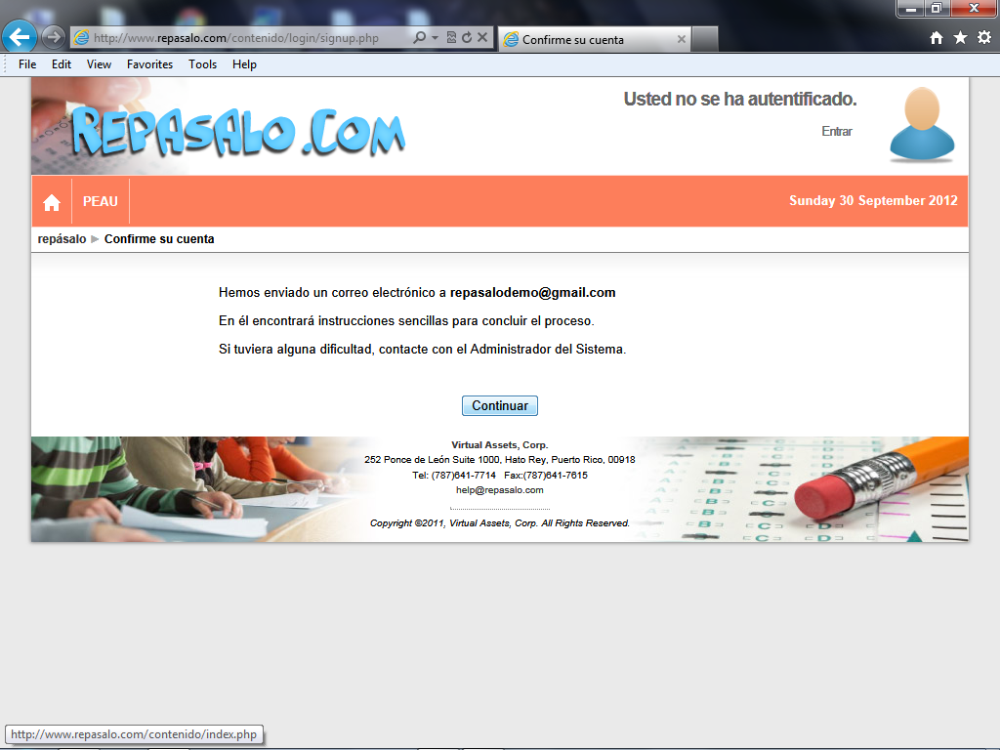 http://www.repasalo.com/contenido/login/signup.php
Confirme su cuenta
File Edit View Favorites Tools Help
REPASALO.COM
Usted no se ha autentificado.
Entrar
PEAU
Sunday 30 September 2012
repásalo ► Confirme su cuenta
Hemos enviado un correo electrónico a repasalodemo@gmail.com
En él encontrará instrucciones sencillas para concluir el proceso.
Si tuviera alguna dificultad, contacte con el Administrador del Sistema.
Continuar
Virtual Assets, Corp.
252 Ponce de León Suite 1000, Hato Rey, Puerto Rico, 00918
Tel: (787)641-7714 Fax:(787)641-7615
help@repasalo.com
Copyright ©2011, Virtual Assets, Corp. All Rights Reserved.
http://www.repasalo.com/contenido/index.php